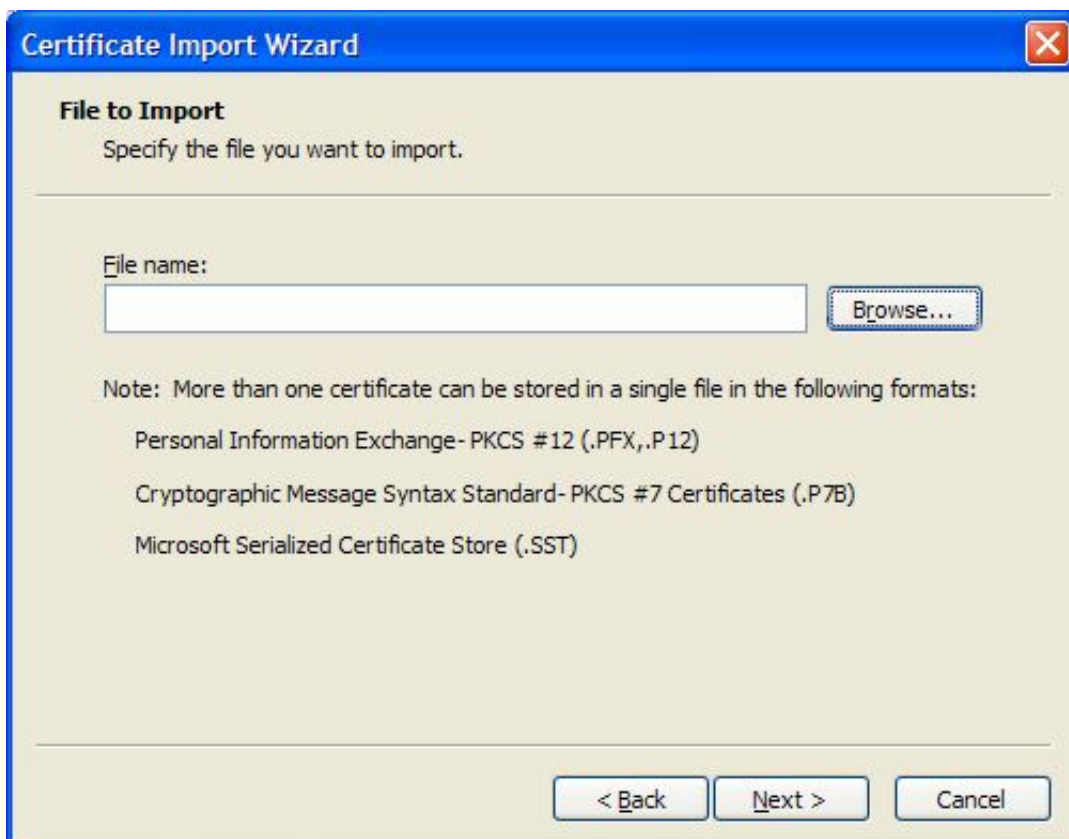 Certificate Import Wizard
File to Import
Specify the file you want to import.
File name:
Browse...
Note: More than one certificate can be stored in a single file in the following formats:
Personal Information Exchange- PKCS #12 (.PFX,.P12)
Cryptographic Message Syntax Standard- PKCS #7 Certificates (.P7B)
Microsoft Serialized Certificate Store (.SST)
< Back Next > Cancel